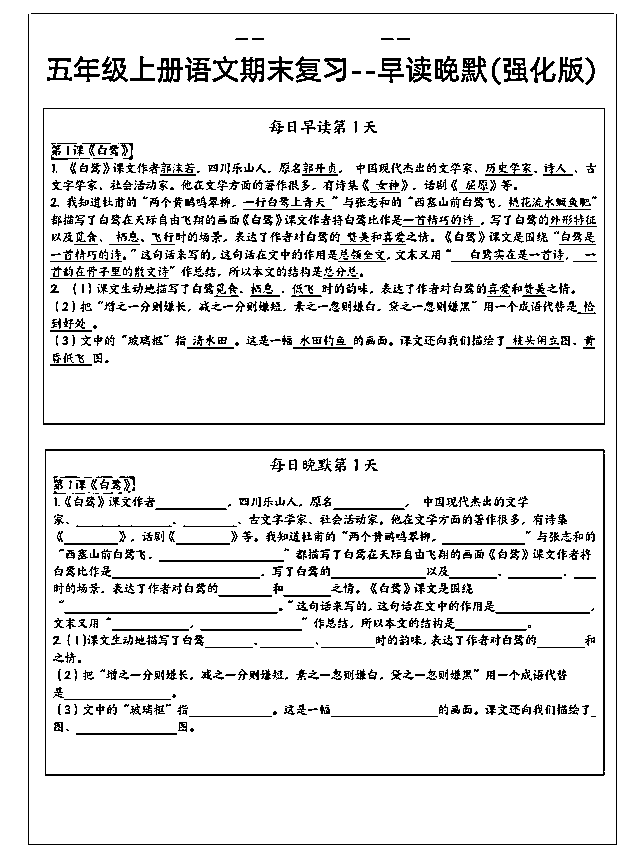 五年级上册语文期末复习--早读晚默(强化版)
每日早读第1天
第1课《白鹭》
1. 《白鹭》课文作者郭沫若，四川乐山人，原名郭开贞， 中国现代杰出的文学家、历史学家、诗人 、古
文字学家、社会活动家。他在文学方面的著作很多，有诗集《 女神》，话剧《 屈原》等。
2. 我知道杜甫的“两个黄鹂鸣翠柳，一行白鹭上青天 ”与张志和的“西塞山前白鹭飞，桃花流水鳜鱼肥”
都描写了白鹭在天际自由飞翔的画面《白鹭》课文作者将白鹭比作是一首精巧的诗 ，写了白鹭的外形特征
以及觅食、 栖息、飞行时的场景，表达了作者对白鹭的 赞美和喜爱之情。《白鹭》课文是围绕“白鹭是
一首精巧的诗。”这句话来写的，这句话在文中的作用是总领全文，文末又用“ 白鹭实在是一首诗， 一
首韵在骨子里的散文诗”作总结，所以本文的结构是总分总。
2. （1）课文生动地描写了白鹭觅食、栖息 、低飞 时的韵味，表达了作者对白鹭的喜爱和赞美之情。
（2）把“增之一分则嫌长，减之一分则嫌短，素之一忽则嫌白，黛之一忽则嫌黑”用一个成语代替是 恰
到好处 。
（3）文中的“玻璃框”指 清水田 。这是一幅 水田钓鱼 的画面。课文还向我们描绘了 枝头闲立图、黄
昏低飞 图。
每日晚默第1天
第1课《白鹭》
1.《白鹭》课文作者____________，四川乐山人，原名____________， 中国现代杰出的文学
家、________________、_________、古文字学家、社会活动家。他在文学方面的著作很多，有诗集
《_________》，话剧《_________》等。我知道杜甫的“两个黄鹂鸣翠柳，______________”与张志和的
“西塞山前白鹭飞，____________________”都描写了白鹭在天际自由飞翔的画面《白鹭》课文作者将
白鹭比作是________________________，写了白鹭的_______________以及________、_________、___
时的场景，表达了作者对白鹭的_________和________之情。《白鹭》课文是围绕
“___________________________________。”这句话来写的，这句话在文中的作用是________________，
文末又用“____________，________________”作总结，所以本文的结构是____________。
2.（1）课文生动地描写了白鹭________、_________、_________时的韵味，表达了作者对白鹭的________和
之情。
（2）把“增之一分则嫌长，减之一分则嫌短，素之一忽则嫌白，黛之一忽则嫌黑”用一个成语代替
是__________________。
（3）文中的“玻璃框”指______________。这是一幅__________________的画面。课文还向我们描绘了_
图、________________图。